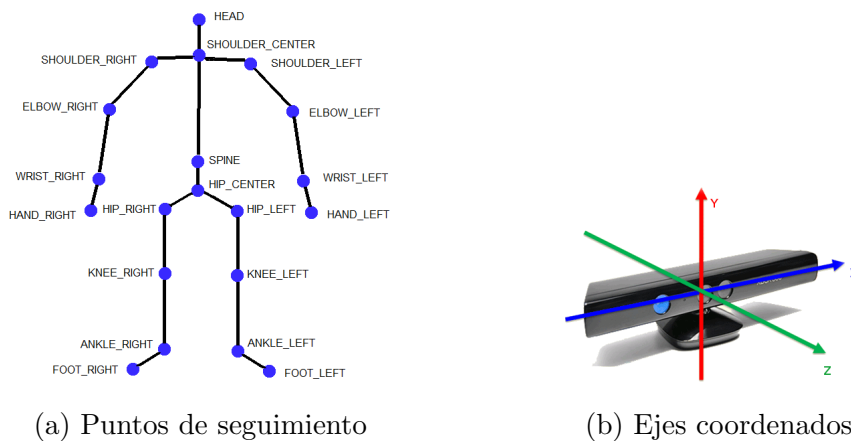 HEAD
SHOULDER_CENTER
SHOULDER_RIGHT
SHOULDER_LEFT
ELBOW_RIGHT
ELBOW_LEFT
SPINE
WRIST_RIGHT
WRIST_LEFT
HIP_CENTER
HAND_RIGHT
HIP_RIGHT
HIP_LEFT
HAND_LEFT
KNEE_RIGHT
KNEE_LEFT
ANKLE_RIGHT
ANKLE_LEFT
FOOT_RIGHT
FOOT_LEFT
(a) Puntos de seguimiento
Y
Z
(b) Ejes coordenados